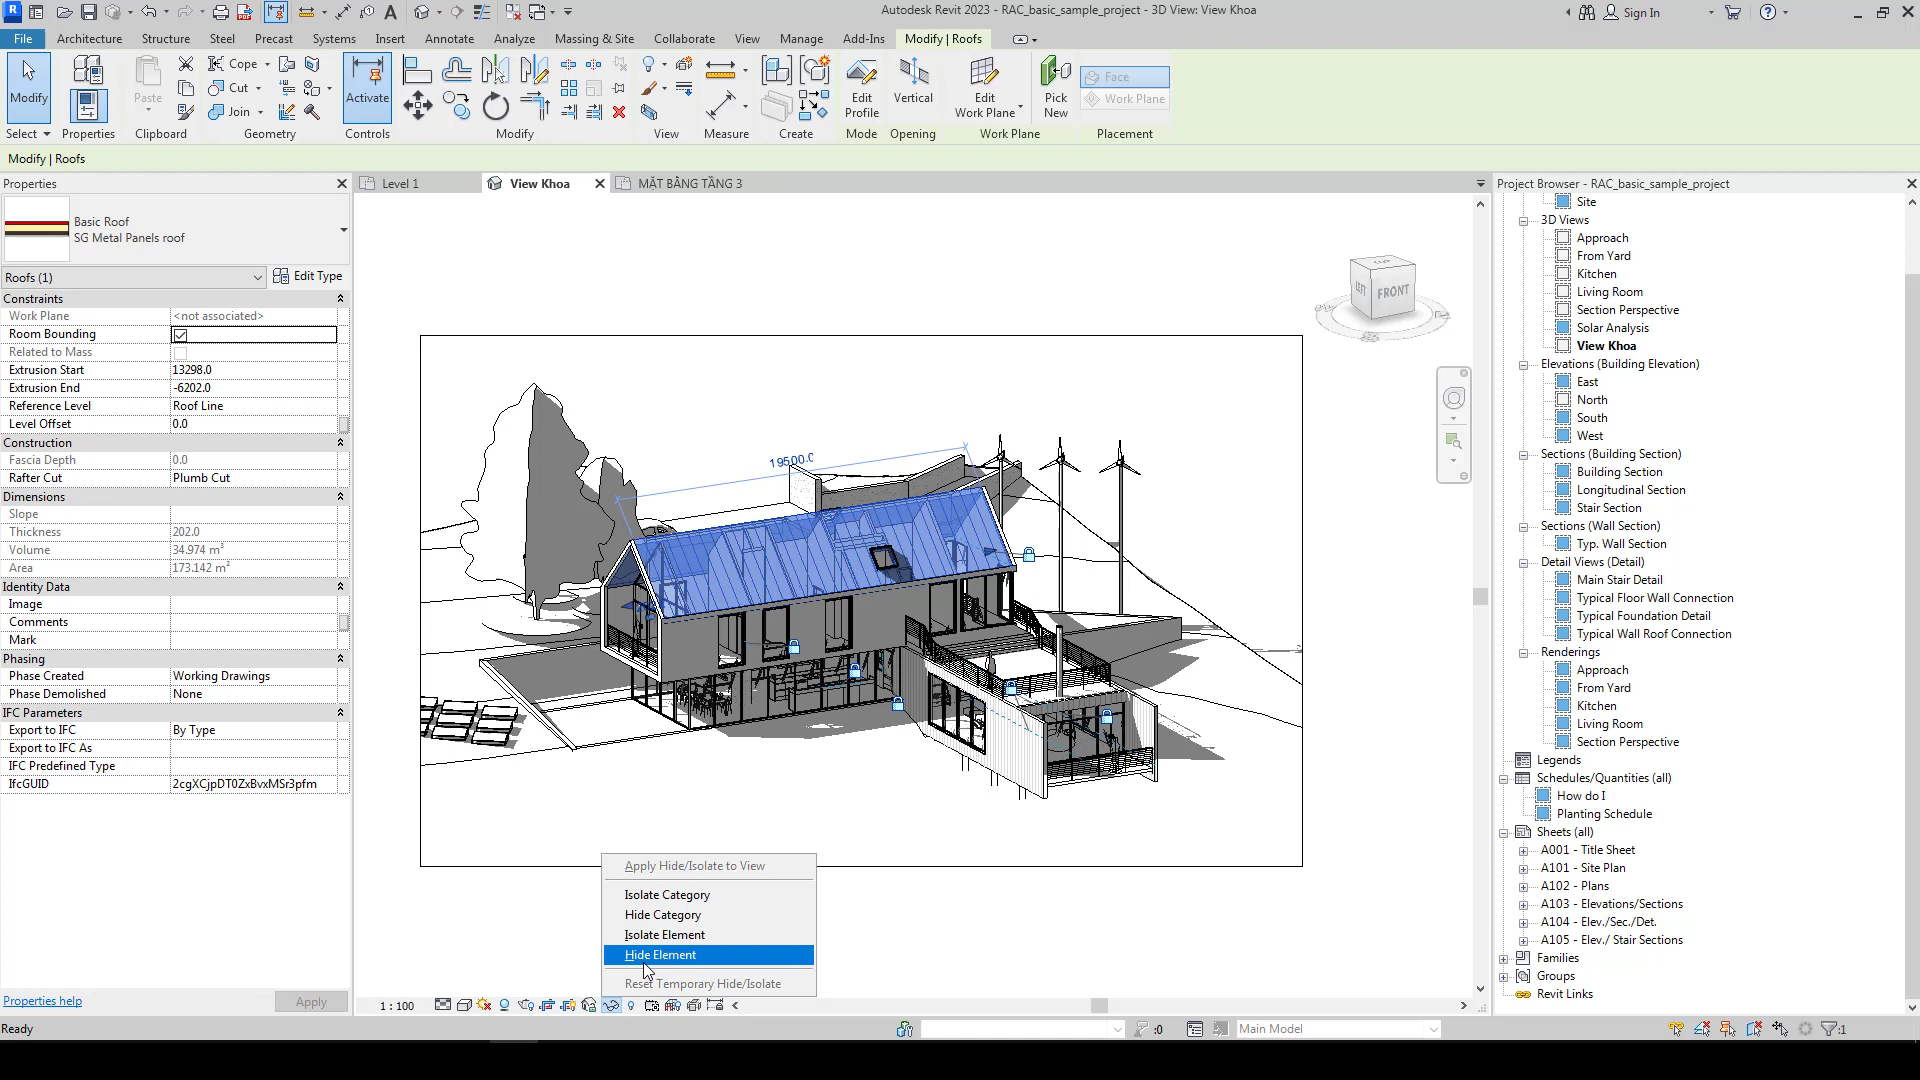 Autodesk Revit 2023 - RAC_basic_sample_project - 3D View: View Khoa
Sign In
File
Architecture
Structure
Steel
Precast
Systems
Insert
Annotate
Analyze
Massing & Site
Collaborate
View
Manage
Add-Ins
Modify | Roofs
Modify
Properties
Paste
Cope
Cut
Join
Activate
Edit Profile
Vertical
Edit Work Plane
Pick New
Face
Work Plane
Select
Properties
Clipboard
Geometry
Controls
Modify
View
Measure
Create
Mode
Opening
Work Plane
Placement
Modify | Roofs
Properties
Basic Roof
SG Metal Panels roof
Roofs (1)
Edit Type
Constraints
Work Plane <not associated>
Room Bounding
Related to Mass
Extrusion Start 13298.0
Extrusion End -6202.0
Reference Level Roof Line
Level Offset 0.0
Construction
Fascia Depth 0.0
Rafter Cut Plumb Cut
Dimensions
Slope
Thickness 202.0
Volume 34.974 m³
Area 173.142 m²
Identity Data
Image
Comments
Mark
Phasing
Phase Created Working Drawings
Phase Demolished None
IFC Parameters
Export to IFC By Type
Export to IFC As
IFC Predefined Type
IfcGUID 2cgXCjpDT0ZxBvxMSr3pfm
Properties help
Apply
Level 1
View Khoa
MẶT BẰNG TẦNG 3
LEFT
FRONT
19500.0
Apply Hide/Isolate to View
Isolate Category
Hide Category
Isolate Element
Hide Element
Reset Temporary Hide/Isolate
1 : 100
Project Browser - RAC_basic_sample_project
Site
3D Views
Approach
From Yard
Kitchen
Living Room
Section Perspective
Solar Analysis
View Khoa
Elevations (Building Elevation)
East
North
South
West
Sections (Building Section)
Building Section
Longitudinal Section
Stair Section
Sections (Wall Section)
Typ. Wall Section
Detail Views (Detail)
Main Stair Detail
Typical Floor Wall Connection
Typical Foundation Detail
Typical Wall Roof Connection
Renderings
Approach
From Yard
Kitchen
Living Room
Section Perspective
Legends
Schedules/Quantities (all)
How do I
Planting Schedule
Sheets (all)
A001 - Title Sheet
A101 - Site Plan
A102 - Plans
A103 - Elevations/Sections
A104 - Elev./Sec./Det.
A105 - Elev./ Stair Sections
Families
Groups
Revit Links
Ready
:0
Main Model
:1